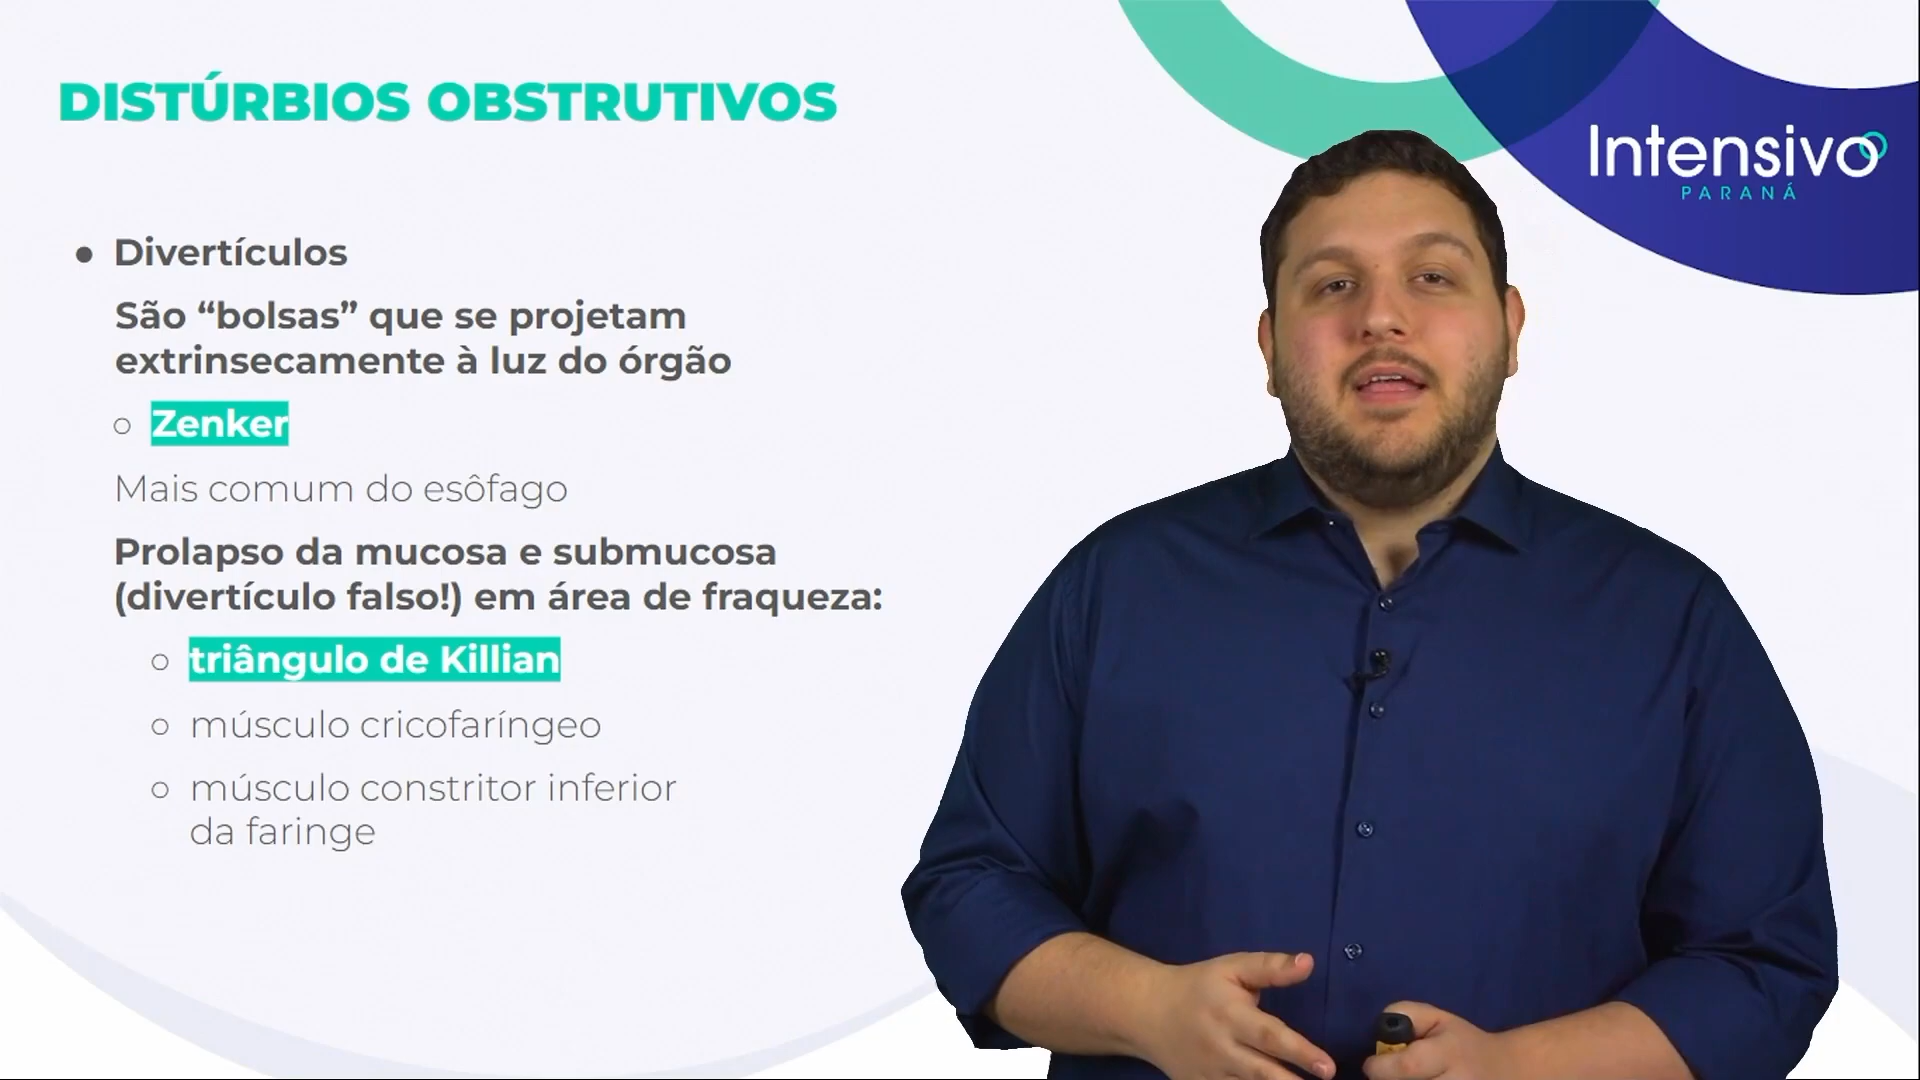 DISTÚRBIOS OBSTRUTIVOS
Intensivo
PARANÁ
● Divertículos
São “bolsas” que se projetam
extrinsecamente à luz do órgão
○ Zenker
Mais comum do esôfago
Prolapso da mucosa e submucosa
(divertículo falso!) em área de fraqueza:
○ triângulo de Killian
○ músculo cricofaríngeo
○ músculo constritor inferior
da faringe